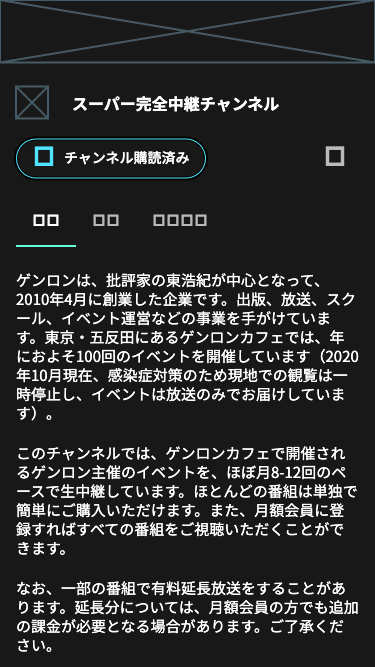 スーパー完全中継チャンネル
チャンネル購読済み
ゲンロンは、批評家の東浩紀が中心となって、
2010年4月に創業した企業です。出版、放送、スク
ール、イベント運営などの事業を手がけていま
す。東京・五反田にあるゲンロンカフェでは、年
におよそ100回のイベントを開催しています（2020
年10月現在、感染症対策のため現地での観覧は一
時停止し、イベントは放送のみでお届けしていま
す）。
このチャンネルでは、ゲンロンカフェで開催され
るゲンロン主催のイベントを、ほぼ月8-12回のペ
ースで生中継しています。ほとんどの番組は単独で
簡単にご購入いただけます。また、月額会員に登
録すればすべての番組をご視聴いただくことがで
きます。
なお、一部の番組で有料延長放送をすることがあ
ります。延長分については、月額会員の方でも追加
の課金が必要となる場合があります。ご了承くだ
さい。